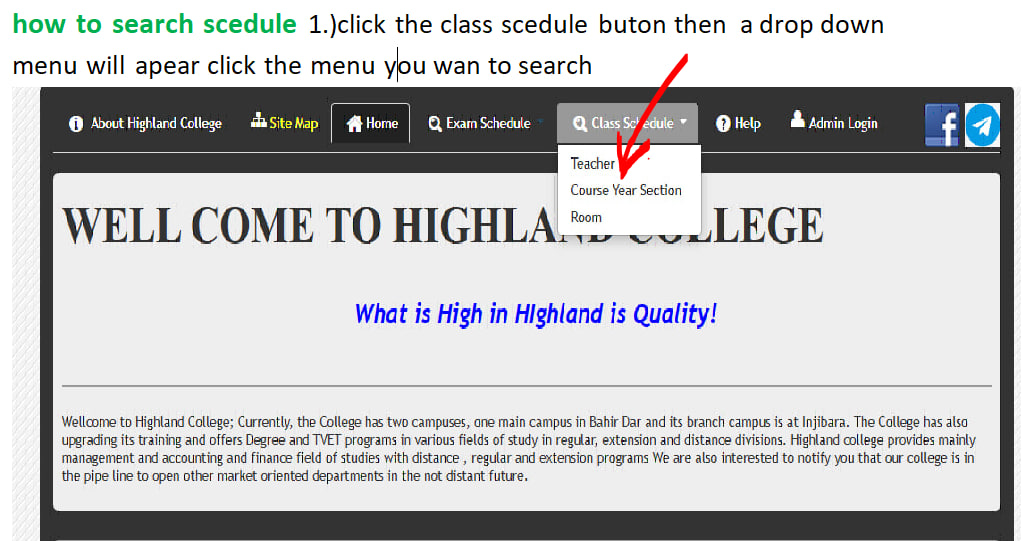 how to search scedule 1.)click the class scedule buton then a drop down
menu will apear click the menu you wan to search
About Highland College Site Map Home Exam Schedule Class Schedule Help Admin Login
Teacher
Course Year Section
Room
WELL COME TO HIGHLAND COLLEGE
What is High in HIghland is Quality!
Wellcome to Highland College; Currently, the College has two campuses, one main campus in Bahir Dar and its branch campus is at Injibara. The College has also
upgrading its training and offers Degree and TVET programs in various fields of study in regular, extension and distance divisions. Highland college provides mainly
management and accounting and finance field of studies with distance , regular and extension programs We are also interested to notify you that our college is in
the pipe line to open other market oriented departments in the not distant future.